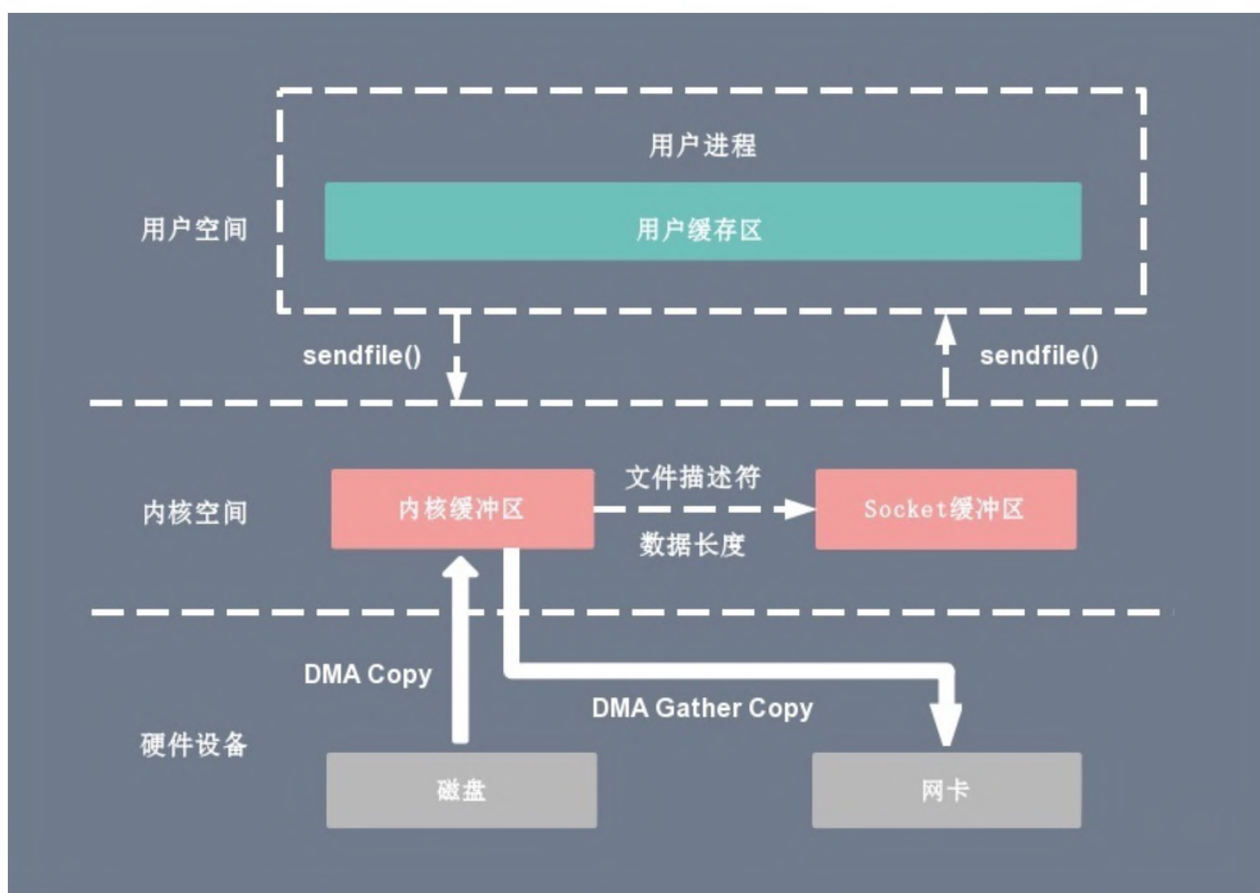 用户进程
用户空间
用户缓存区
sendfile()
sendfile()
内核空间
内核缓冲区
文件描述符
数据长度
Socket缓冲区
DMA Copy
DMA Gather Copy
硬件设备
磁盘
网卡